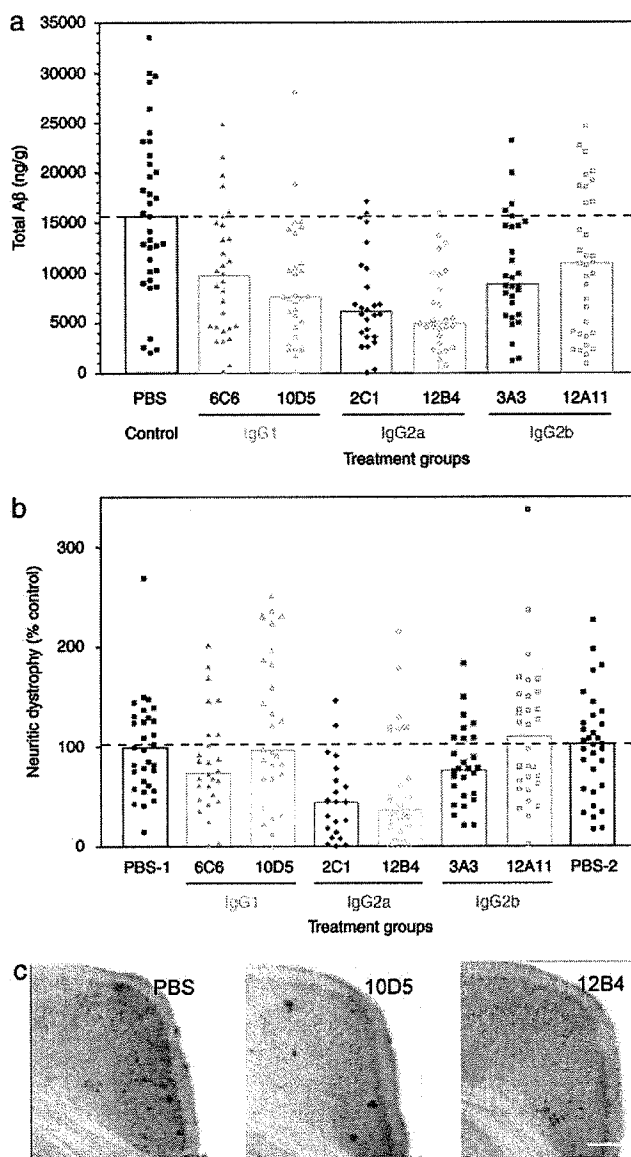 a
Total Aβ (ng/g)
35000
30000
25000
20000
15000
10000
5000
0
PBS 6C6 10D5 2C1 12B4 3A3 12A11
Control IgG1 IgG2a IgG2b
Treatment groups
b
Neuritic dystrophy (% control)
300
200
100
0
PBS-1 6C6 10D5 2C1 12B4 3A3 12A11 PBS-2
IgG1 IgG2a IgG2b
Treatment groups
c
PBS 10D5 12B4